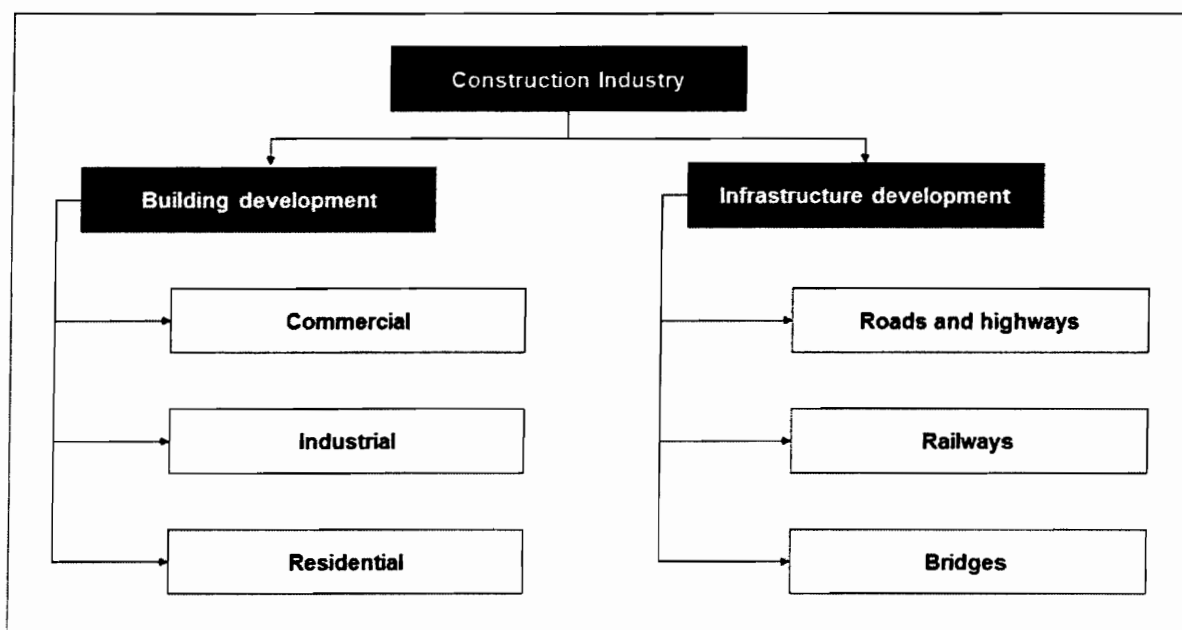 Construction Industry
Building development
Infrastructure development
Commercial
Roads and highways
Industrial
Railways
Residential
Bridges